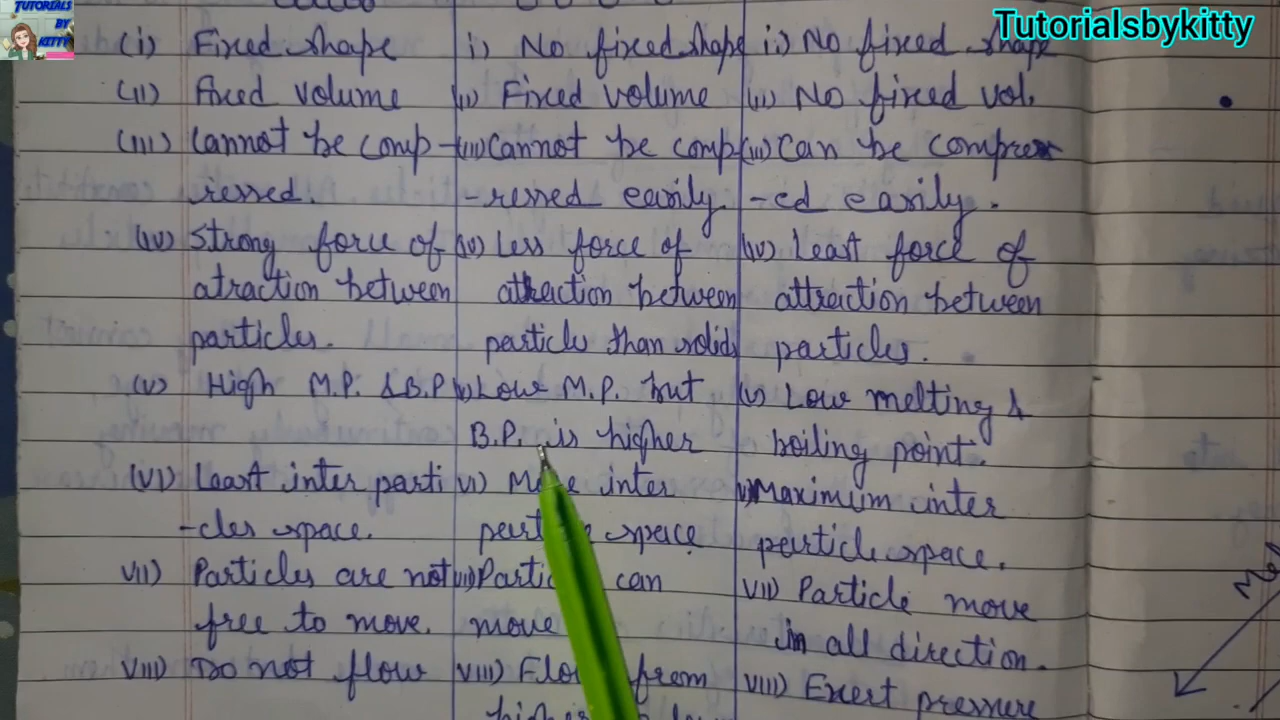 TUTORIALS
BY
KITTY
Tutorialsbykitty
(i) Fixed shape
(ii) fixed volume
(iii) Cannot be comp-
ressed.
(iv) Strong force of
atraction between
particles.
(v) High M.P. & B.P
(vi) Least inter parti
-cles space.
vii) Particles are not
free to move.
viii) Do not flow
i) No fixed shape
ii) Fixed volume
iii) Cannot be comp
-ressed easily.
iv) Less force of
attraction between
particle than solids
v) Low M.P. but
B.P. is higher
vi) More inter
space
vii) can
move
viii) from
i) No fixed shape
ii) No fixed vol.
iii) Can be compress
-ed easily.
iv) Least force of
attraction between
particles.
v) Low melting &
boiling point.
vi) Maximum inter
particle space.
vii) Particle move
in all direction.
viii) Exert pressure